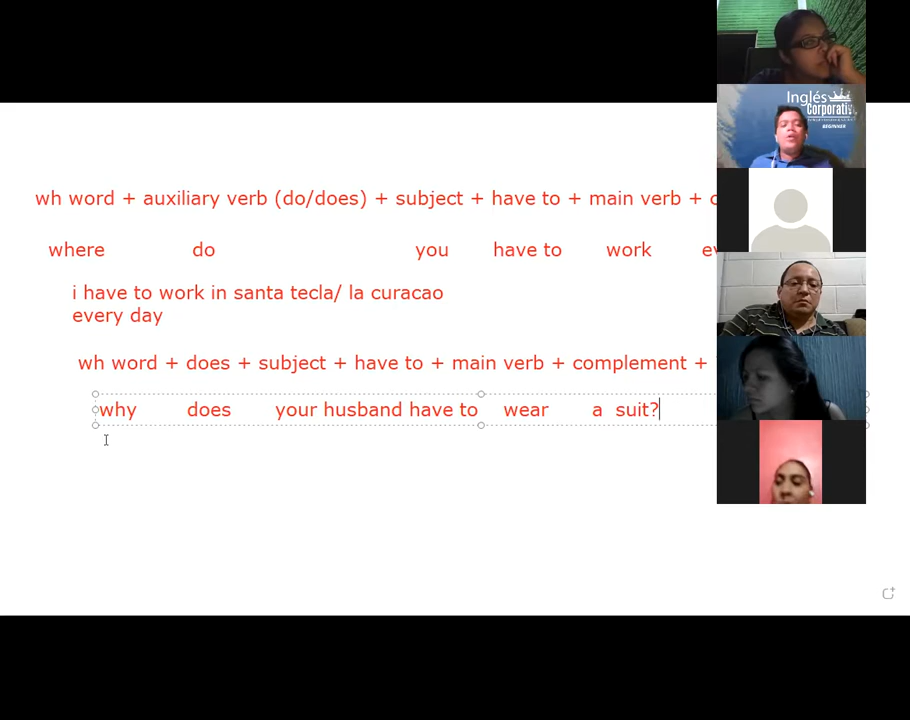 Inglés
Corporativ
BEGINNER
wh word + auxiliary verb (do/does) + subject + have to + main verb +
where do you have to work
i have to work in santa tecla/ la curacao
every day
wh word + does + subject + have to + main verb + complement +
why does your husband have to wear a suit?